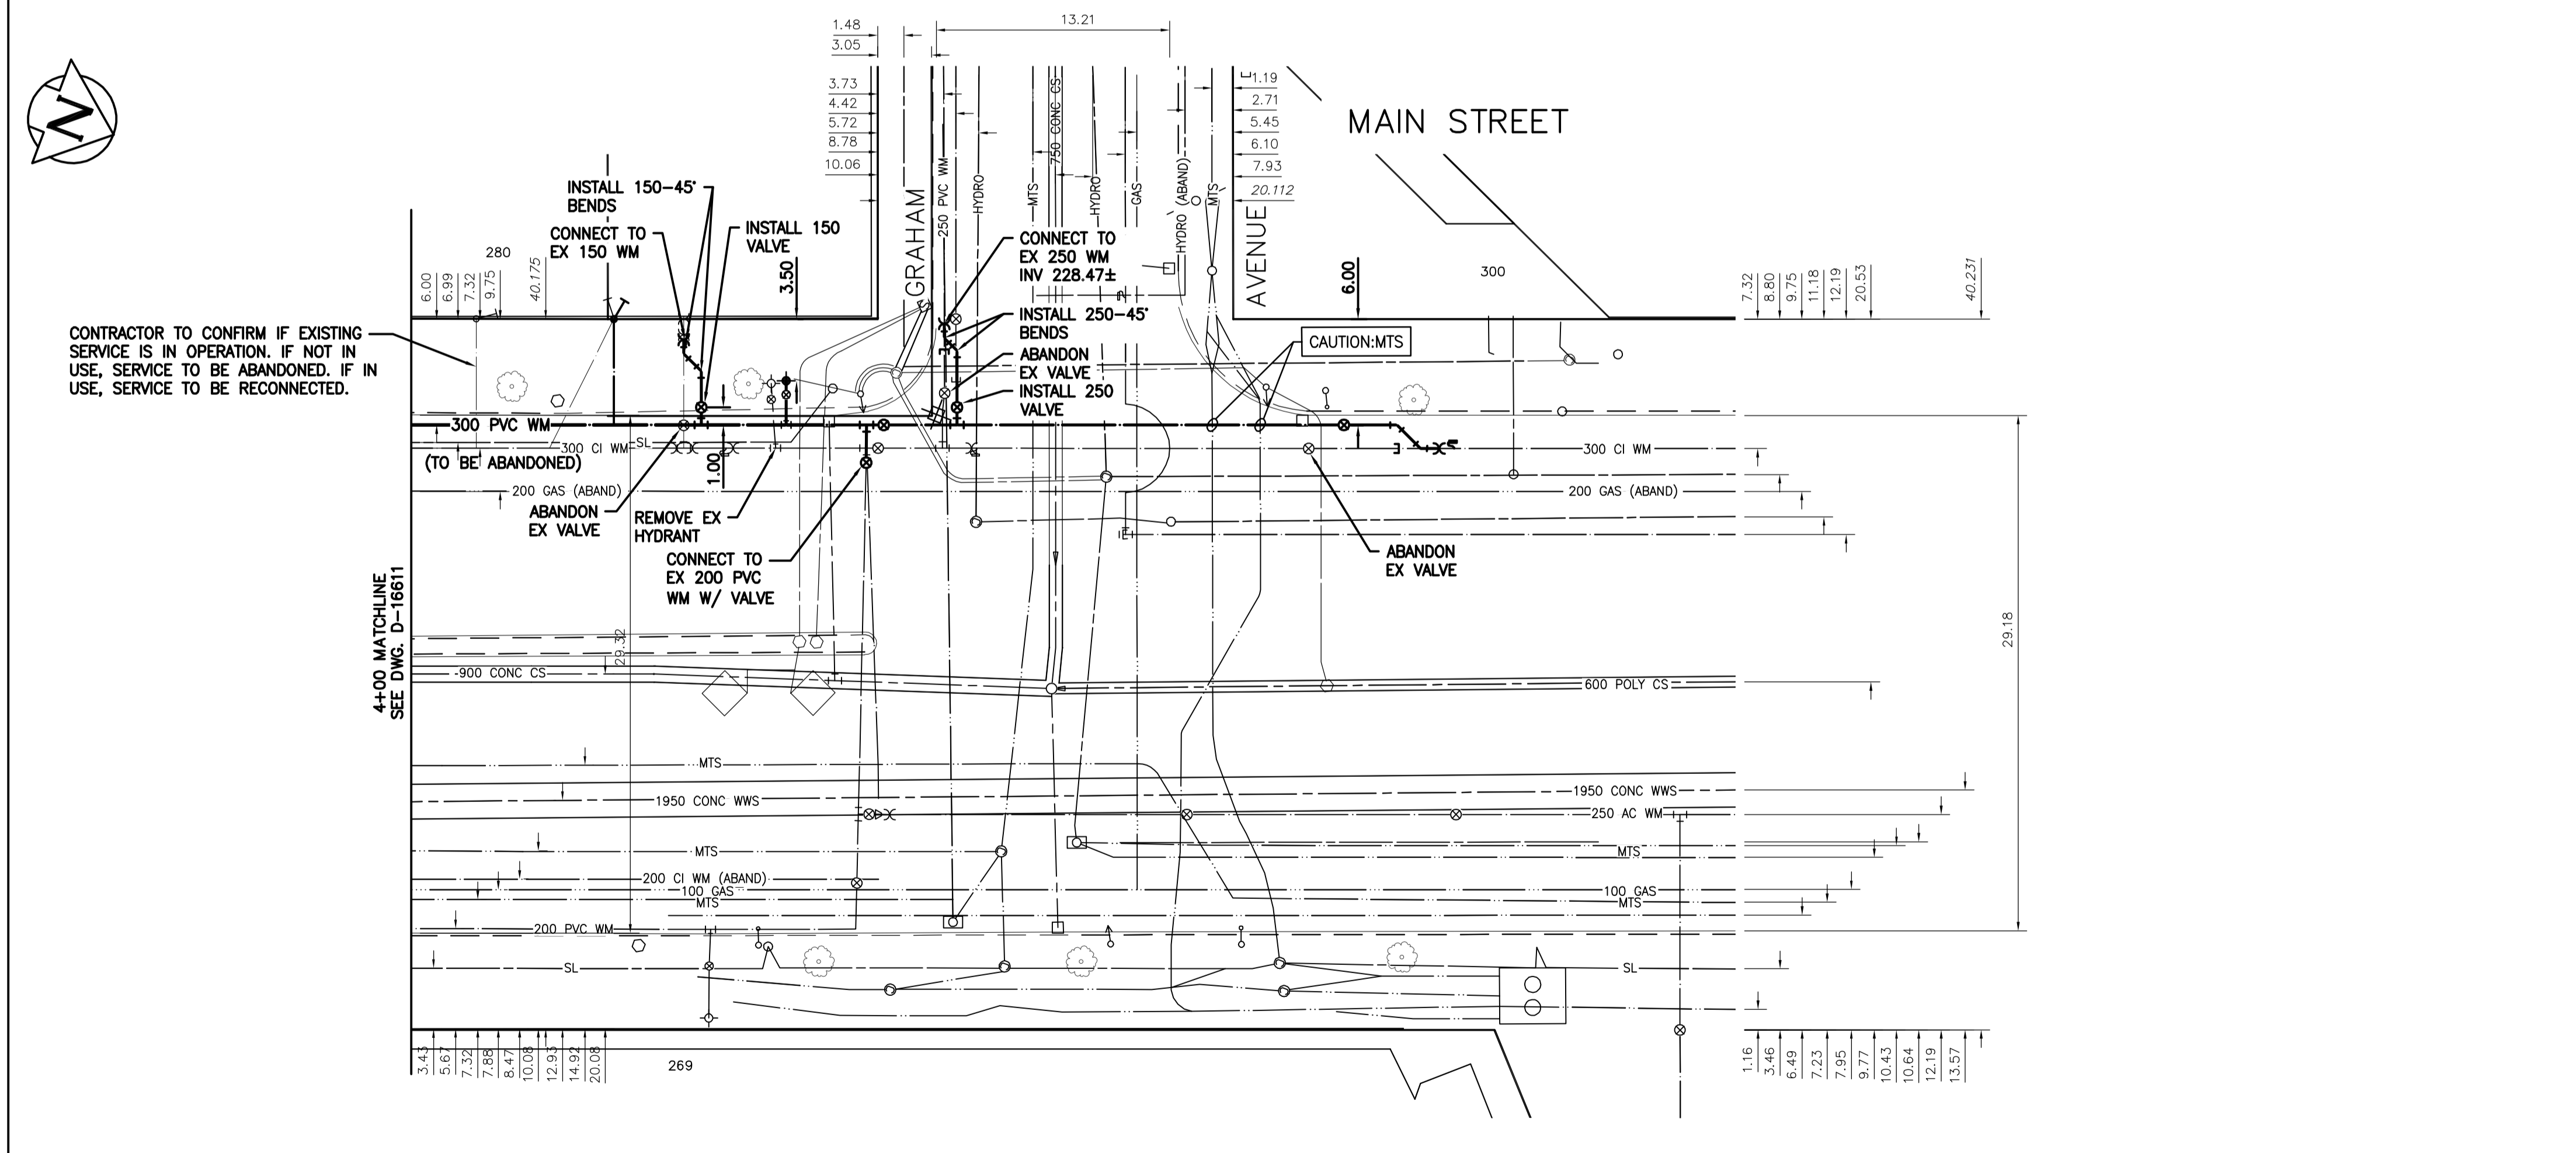 1.48
3.05
13.21
3.73
4.42
5.72
8.78
10.06
1.19
2.71
5.45
6.10
7.93
20.112
MAIN STREET
N
GRAHAM
AVENUE
250 PVC WM
HYDRO
MTS
750 CONC CS
HYDRO
GAS
HYDRO (ABAND)
MTS
INSTALL 150-45°
BENDS
CONNECT TO
EX 150 WM
INSTALL 150
VALVE
280
6.00
6.99
7.32
9.75
40.175
3.50
CONNECT TO
EX 250 WM
INV 228.47±
INSTALL 250-45°
BENDS
ABANDON
EX VALVE
INSTALL 250
VALVE
6.00
300
CAUTION:MTS
7.32
8.80
9.75
11.18
12.19
20.53
40.231
CONTRACTOR TO CONFIRM IF EXISTING
SERVICE IS IN OPERATION. IF NOT IN
USE, SERVICE TO BE ABANDONED. IF IN
USE, SERVICE TO BE RECONNECTED.
300 PVC WM
SL
300 CI WM
(TO BE ABANDONED)
1.00
300 CI WM
200 GAS (ABAND)
200 GAS (ABAND)
ABANDON
EX VALVE
REMOVE EX
HYDRANT
CONNECT TO
EX 200 PVC
WM W/ VALVE
ABANDON
EX VALVE
4+00 MATCHLINE
SEE DWG. D-16611
29.32
29.18
900 CONC CS
600 POLY CS
MTS
1950 CONC WWS
1950 CONC WWS
250 AC WM
MTS
MTS
200 CI WM (ABAND)
100 GAS
MTS
100 GAS
MTS
200 PVC WM
SL
SL
3.43
5.67
7.32
7.88
8.47
10.08
12.93
14.92
20.08
269
1.16
3.46
6.49
7.23
7.95
9.77
10.43
10.64
12.19
13.57